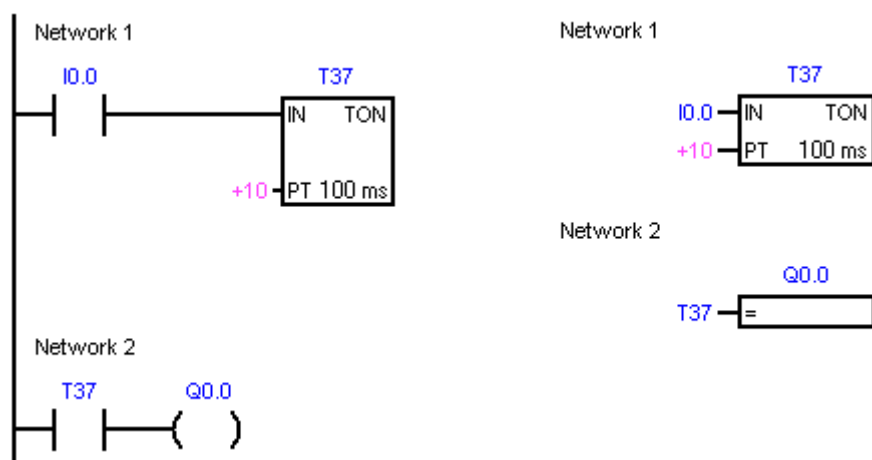 Network 1
I0.0
T37
IN TON
+10 PT 100 ms
Network 2
T37 Q0.0
Network 1
T37
I0.0 IN TON
+10 PT 100 ms
Network 2
Q0.0
T37 =